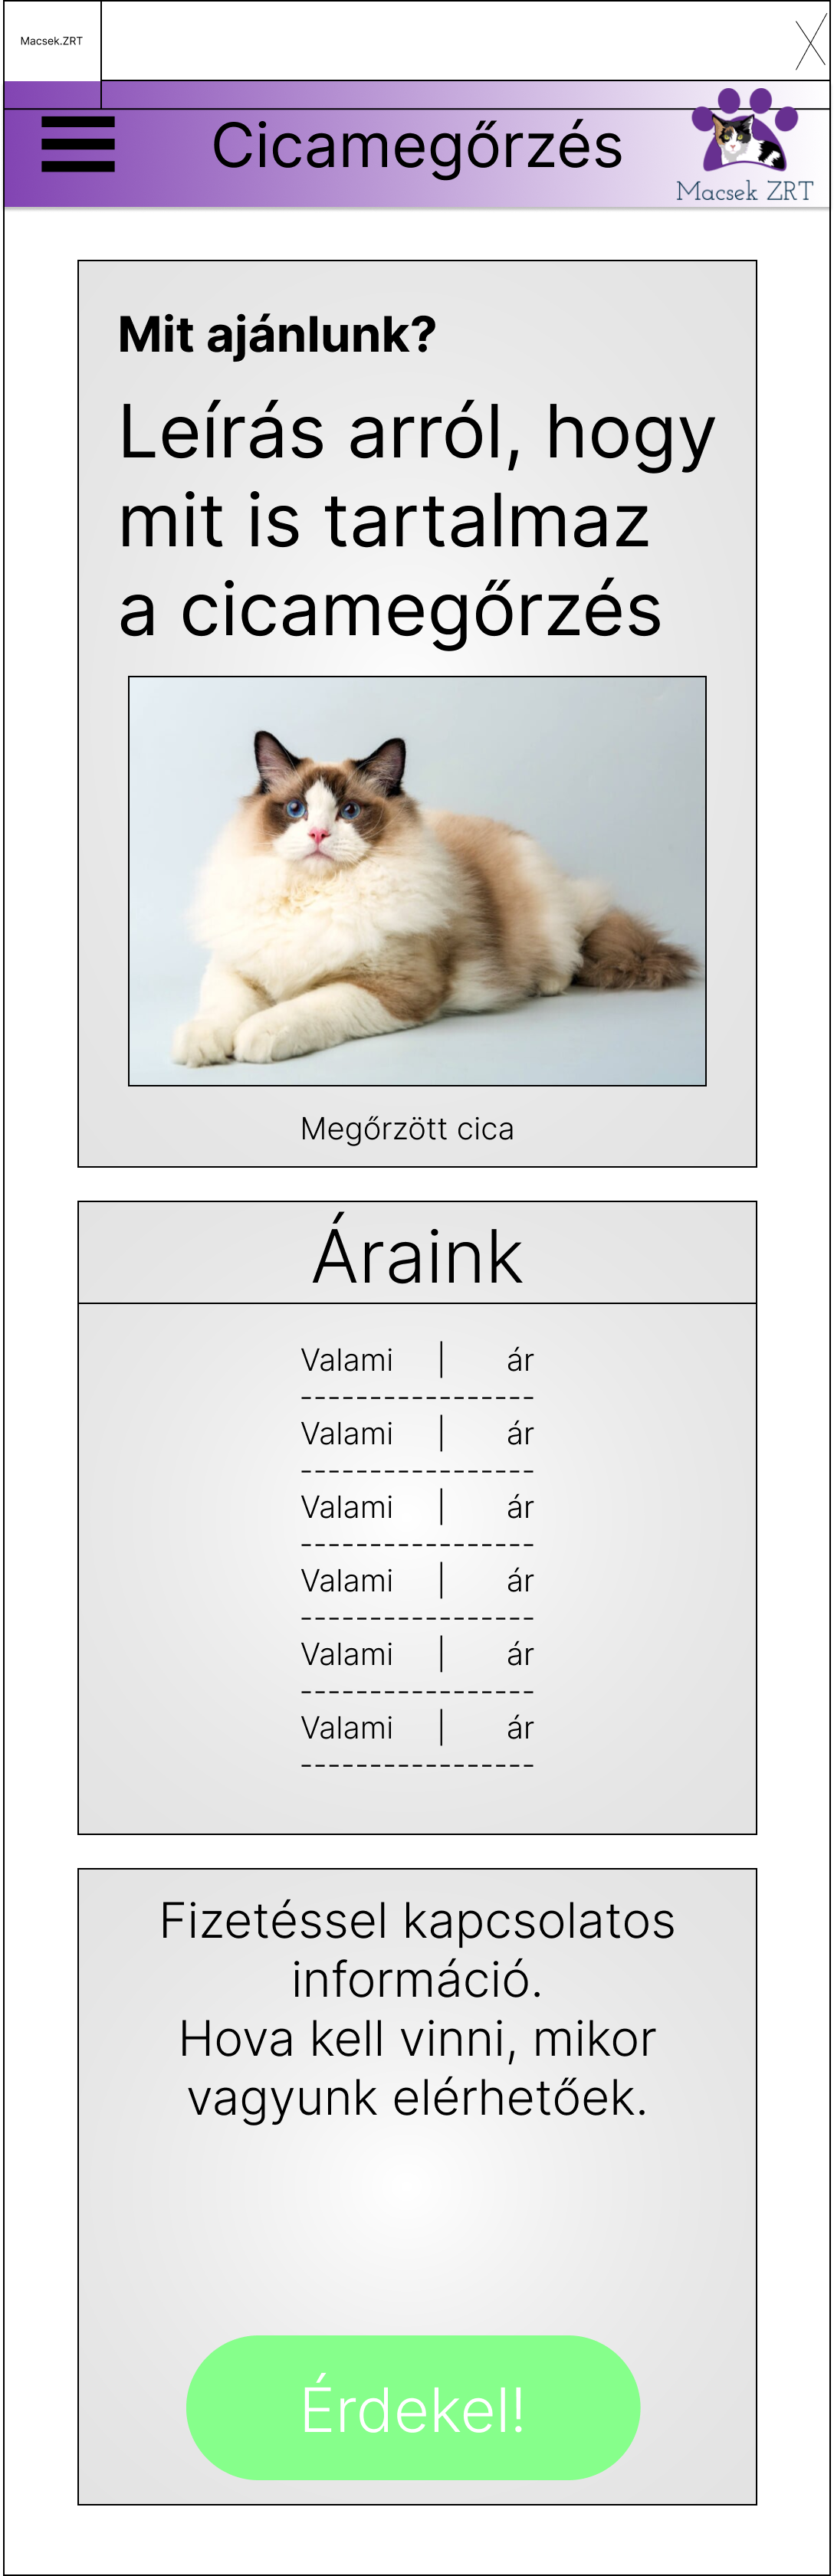 Macsek.ZRT
Cicamegőrzés
Macsek ZRT
Mit ajánlunk?
Leírás arról, hogy
mit is tartalmaz
a cicamegőrzés
Megőrzött cica
Áraink
Valami | ár
-----------------
Valami | ár
-----------------
Valami | ár
-----------------
Valami | ár
-----------------
Valami | ár
-----------------
Valami | ár
-----------------
Fizetéssel kapcsolatos
információ.
Hova kell vinni, mikor
vagyunk elérhetőek.
Érdekel!